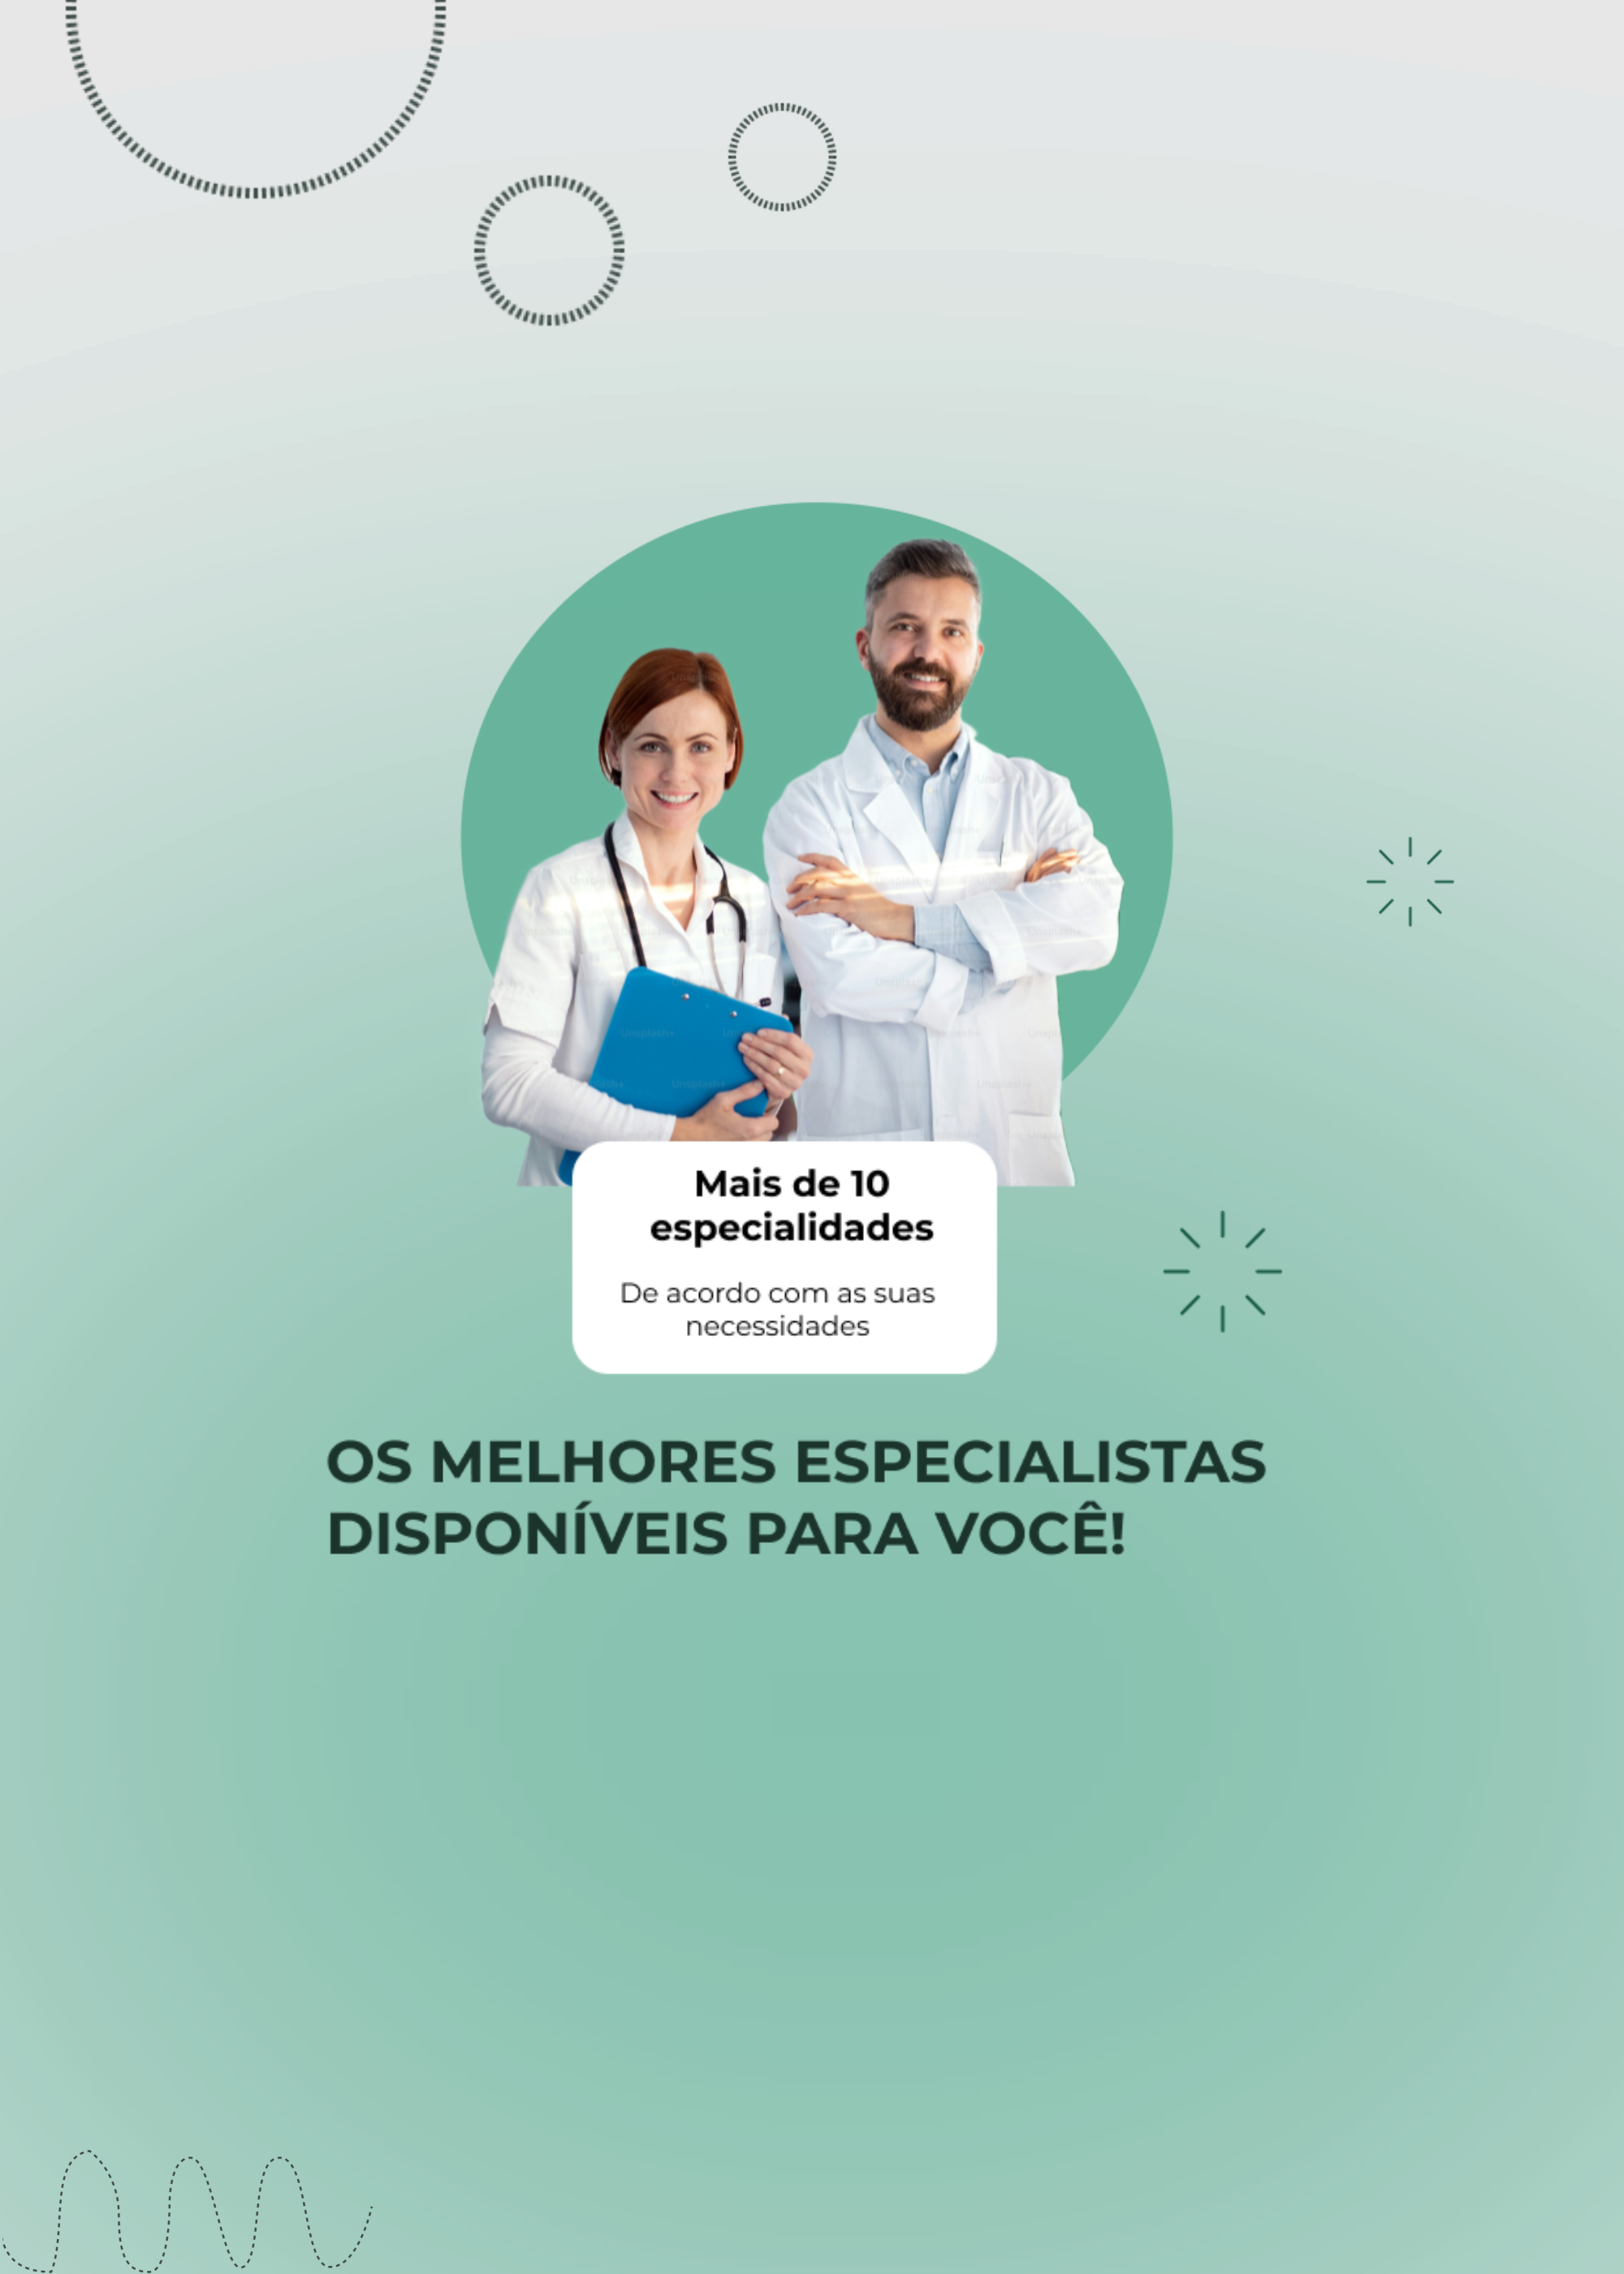 Mais de 10
especialidades
De acordo com as suas
necessidades
OS MELHORES ESPECIALISTAS
DISPONÍVEIS PARA VOCÊ!